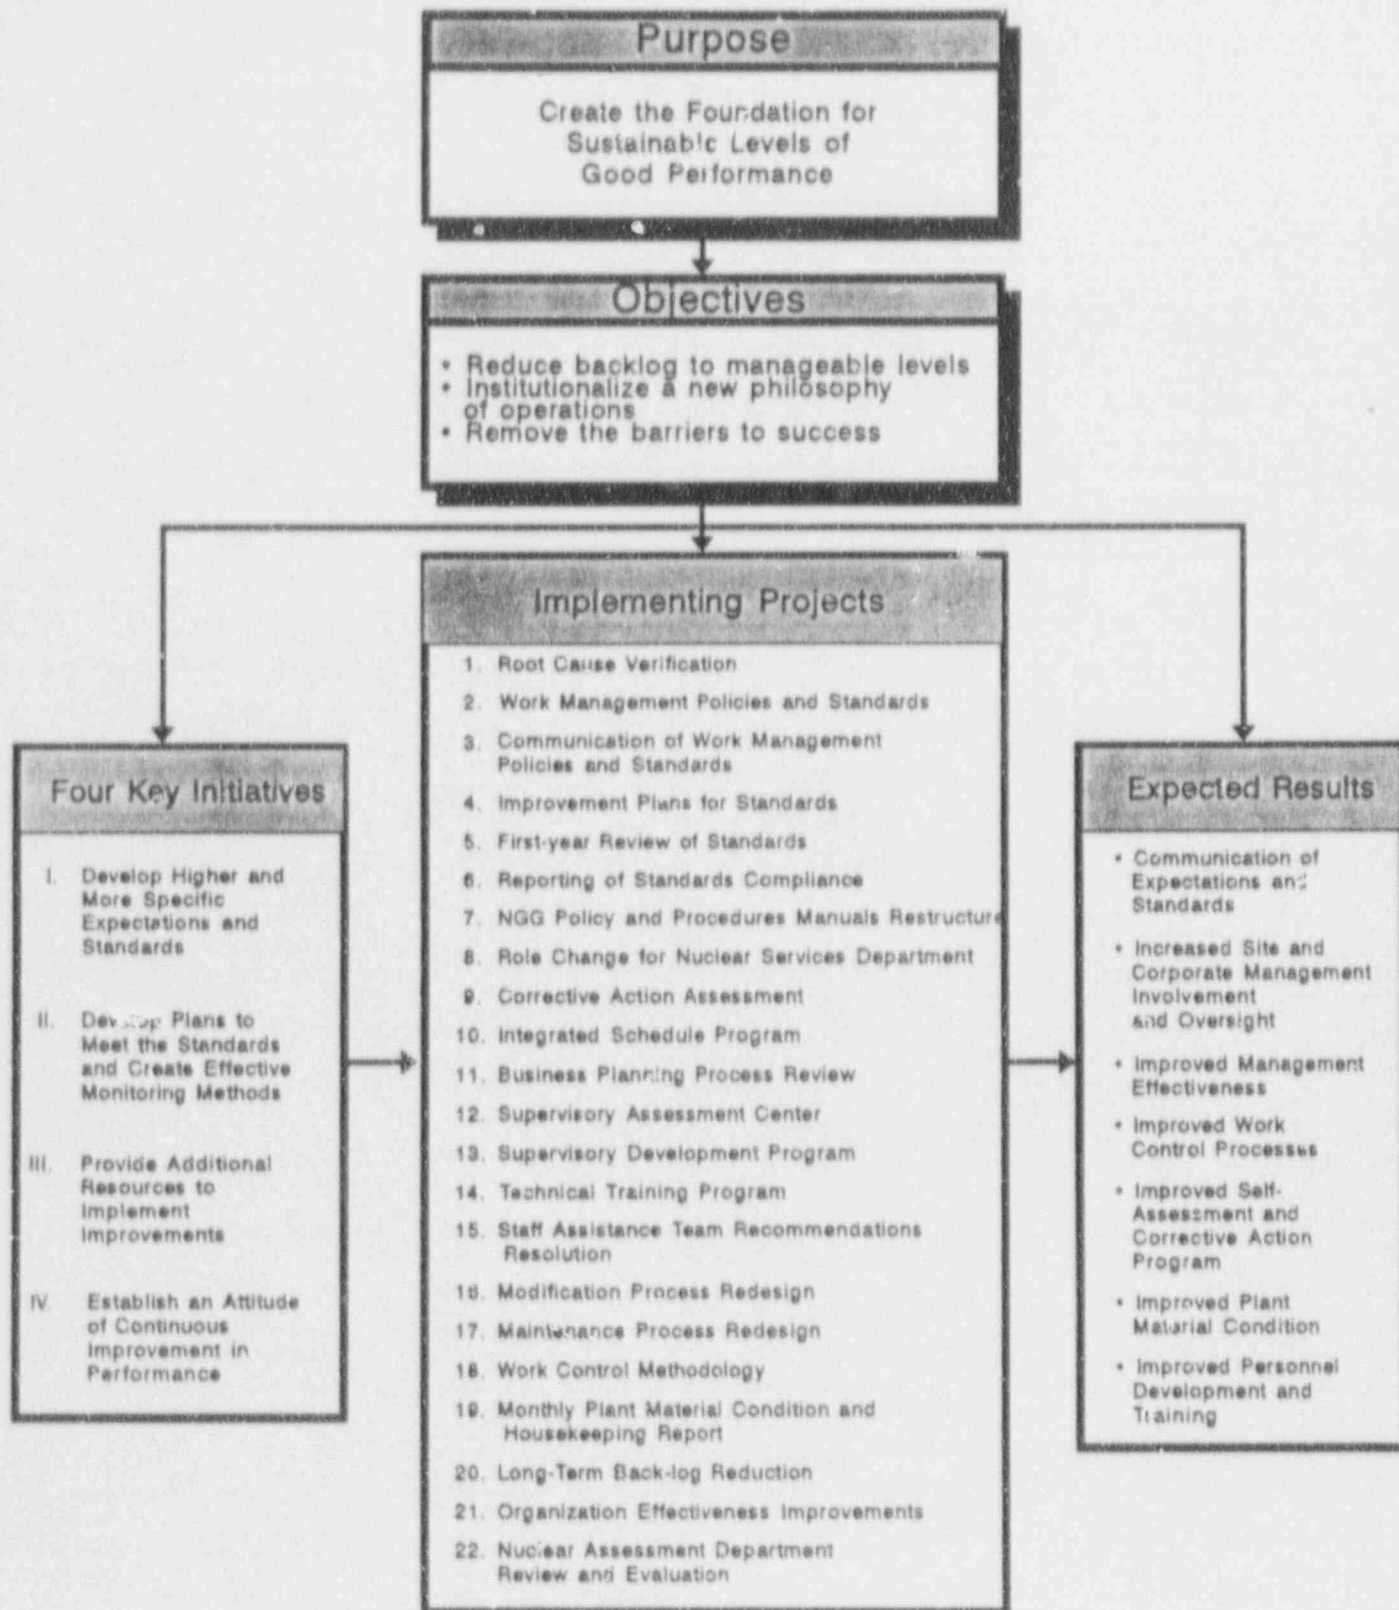 Purpose
Create the Foundation for
Sustainable Levels of
Good Performance
Objectives
• Reduce backlog to manageable levels
• Institutionalize a new philosophy
of operations
• Remove the barriers to success
Four Key Initiatives
I. Develop Higher and
More Specific
Expectations and
Standards
II. Develop Plans to
Meet the Standards
and Create Effective
Monitoring Methods
III. Provide Additional
Resources to
Implement
Improvements
IV. Establish an Attitude
of Continuous
Improvement in
Performance
Implementing Projects
1. Root Cause Verification
2. Work Management Policies and Standards
3. Communication of Work Management
Policies and Standards
4. Improvement Plans for Standards
5. First-year Review of Standards
6. Reporting of Standards Compliance
7. NGG Policy and Procedures Manuals Restructure
8. Role Change for Nuclear Services Department
9. Corrective Action Assessment
10. Integrated Schedule Program
11. Business Planning Process Review
12. Supervisory Assessment Center
13. Supervisory Development Program
14. Technical Training Program
15. Staff Assistance Team Recommendations
Resolution
16. Modification Process Redesign
17. Maintenance Process Redesign
18. Work Control Methodology
19. Monthly Plant Material Condition and
Housekeeping Report
20. Long-Term Back-log Reduction
21. Organization Effectiveness Improvements
22. Nuclear Assessment Department
Review and Evaluation
Expected Results
• Communication of
Expectations and
Standards
• Increased Site and
Corporate Management
Involvement
and Oversight
• Improved Management
Effectiveness
• Improved Work
Control Processes
• Improved Self-
Assessment and
Corrective Action
Program
• Improved Plant
Material Condition
• Improved Personnel
Development and
Training